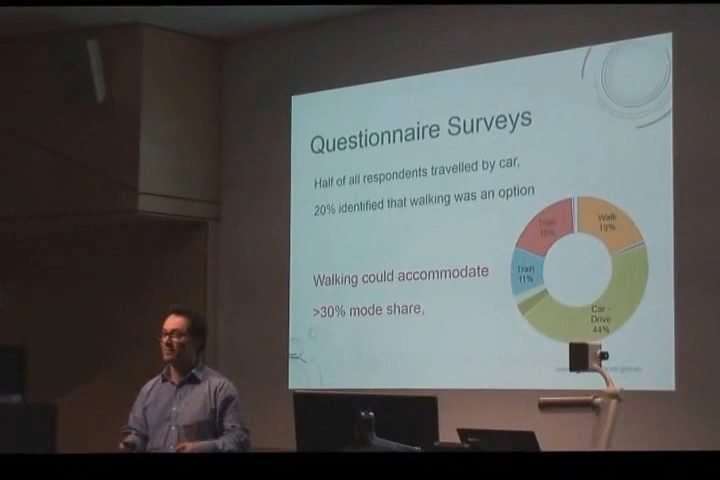 Questionnaire Surveys
Half of all respondents travelled by car,
20% identified that walking was an option
Walking could accommodate
>30% mode share,
Walk
19%
Train
11%
Car -
Drive
44%